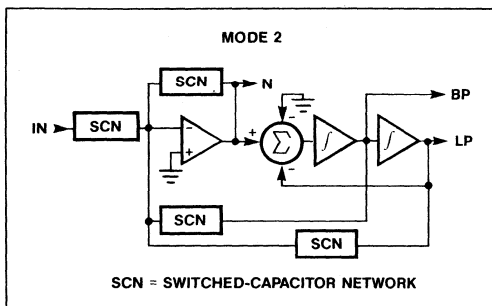 MODE 2
SCN
N
IN
SCN
-
+
+
-
Σ
-
∫
∫
BP
LP
SCN
SCN
SCN = SWITCHED-CAPACITOR NETWORK